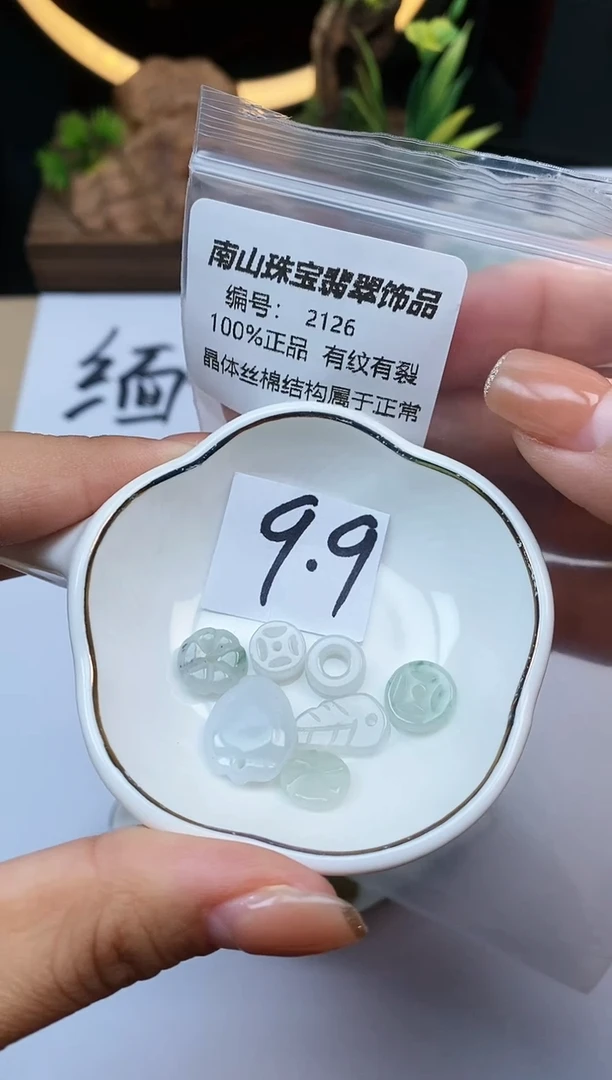 南山珠宝翡翠饰品
编号： 2126
100%正品 有纹有裂
晶体丝棉结构属于正常
缅
9.9